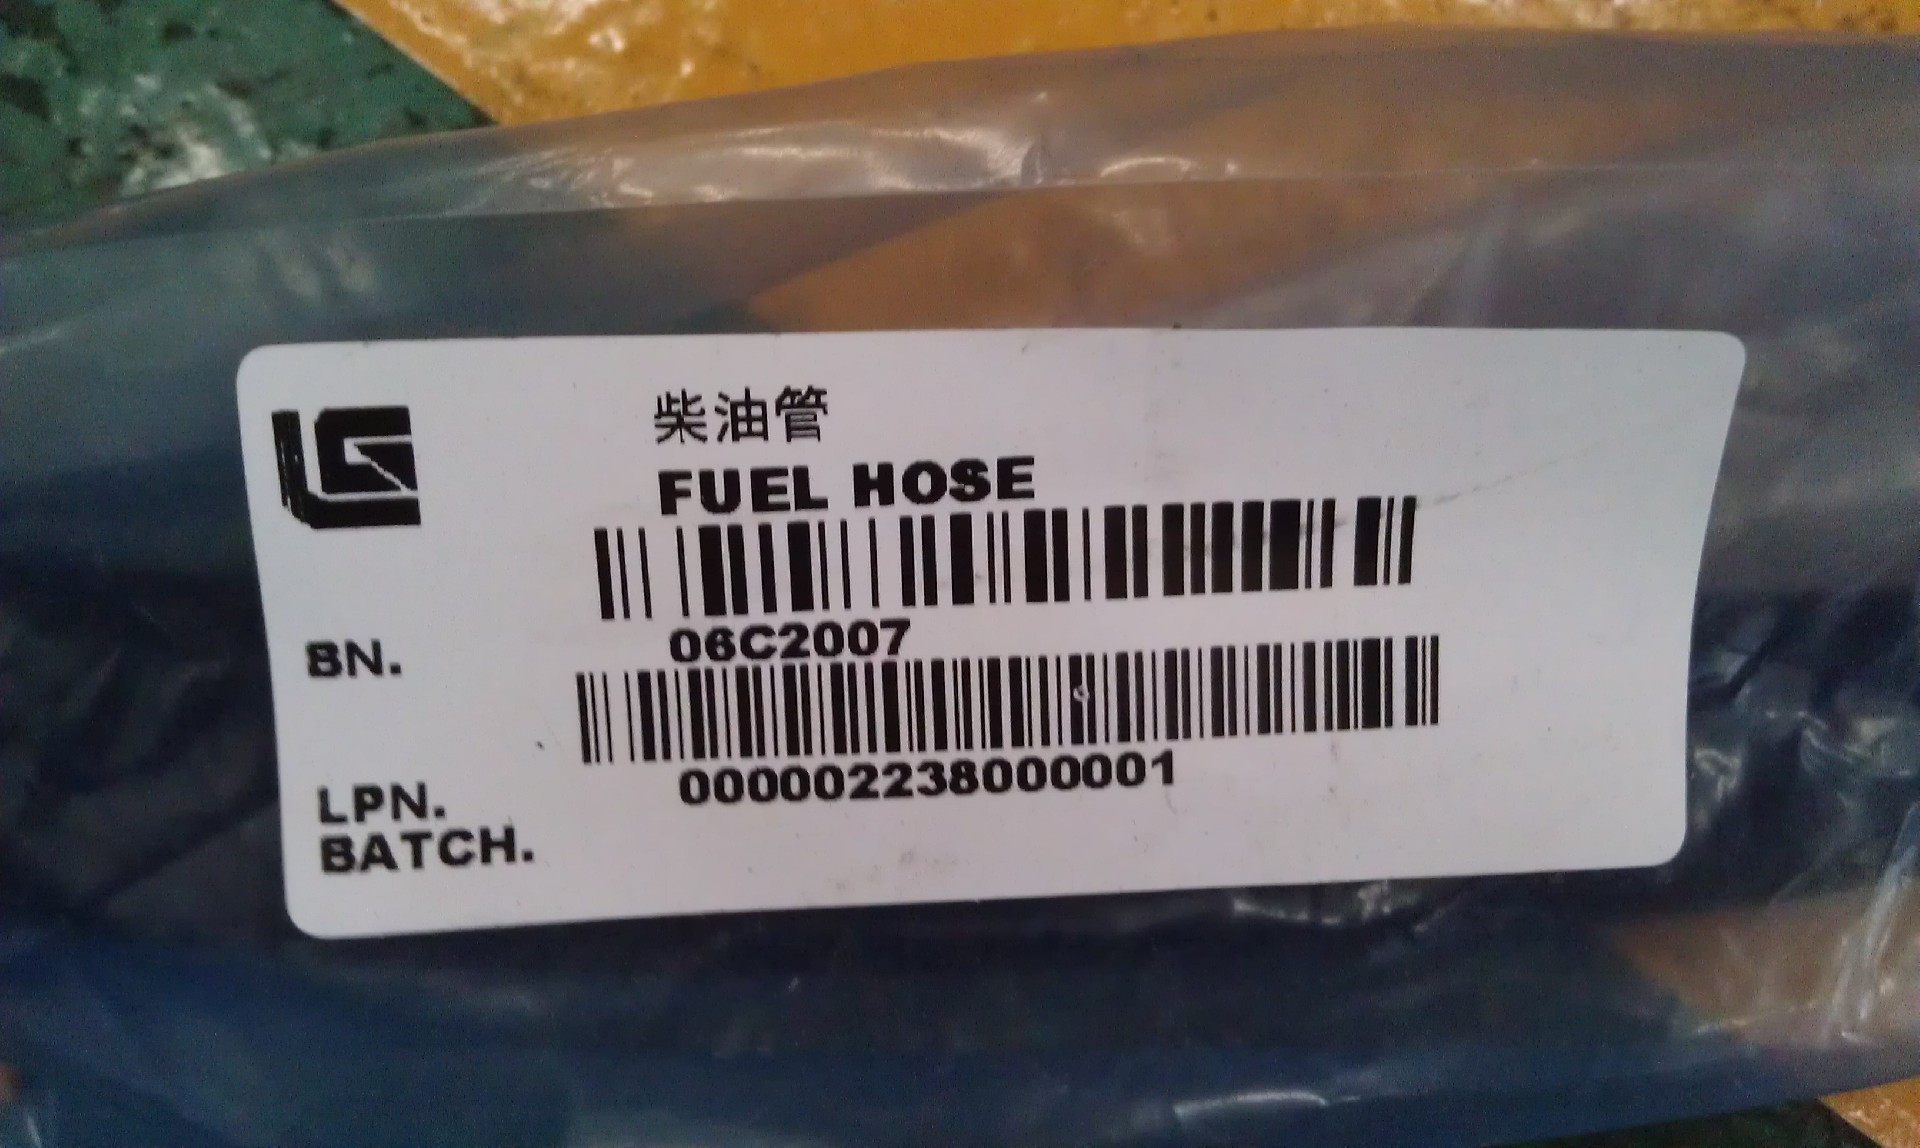 柴油管
FUEL HOSE
BN. 06C2007
LPN. 000002238000001
BATCH.